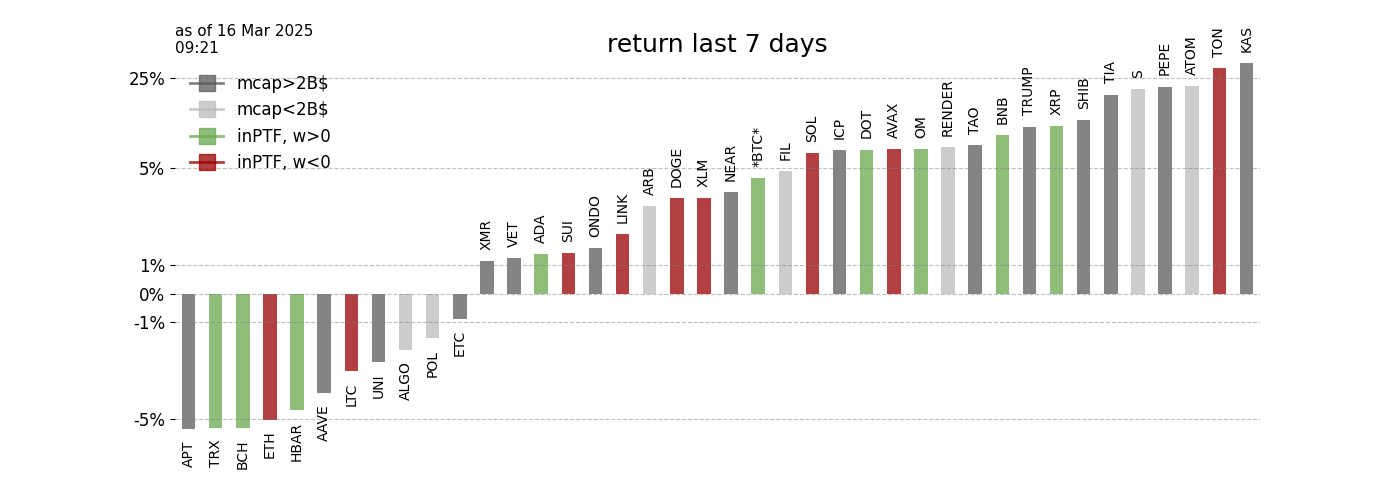 as of 16 Mar 2025
09:21
return last 7 days
mcap>2B$
mcap<2B$
inPTF, w>0
inPTF, w<0
25%
5%
1%
0%
-1%
-5%
APT
TRX
BCH
ETH
HBAR
AAVE
LTC
UNI
ALGO
POL
ETC
XMR
VET
ADA
SUI
ONDO
LINK
ARB
DOGE
XLM
NEAR
*BTC*
FIL
SOL
ICP
DOT
AVAX
OM
RENDER
TAO
BNB
TRUMP
XRP
SHIB
TIA
S
PEPE
ATOM
TON
KAS